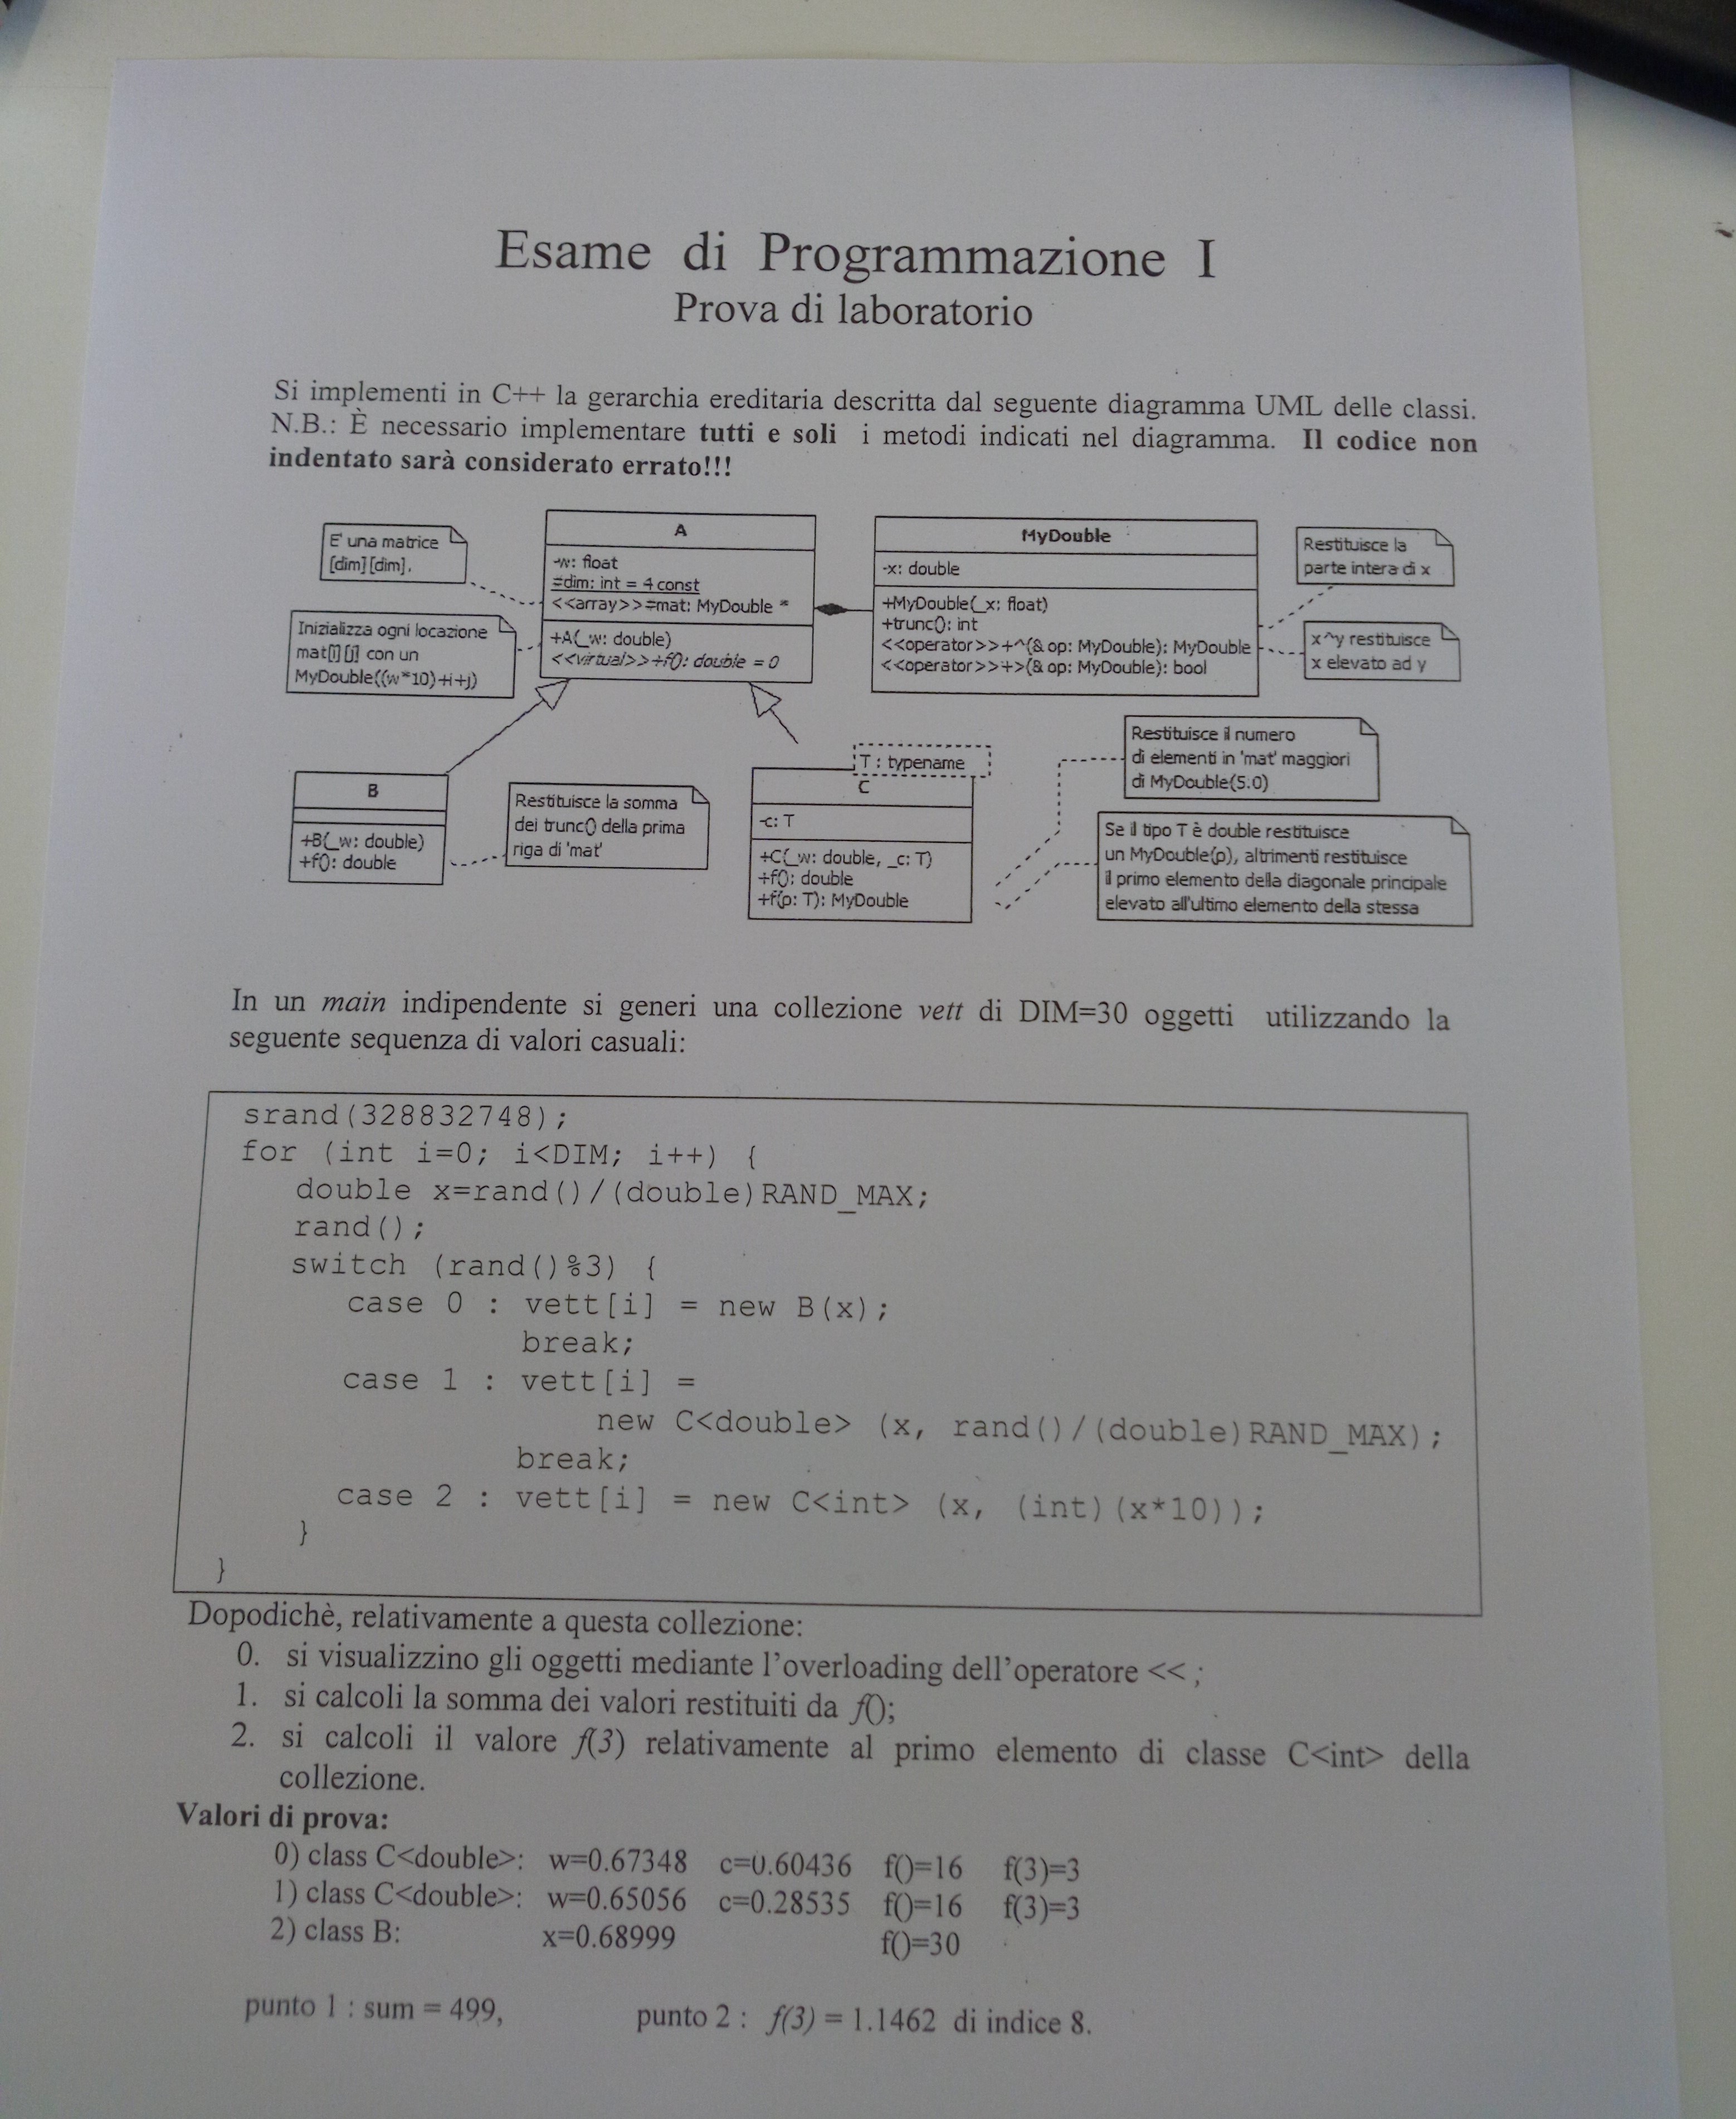 Esame di Programmazione I
Prova di laboratorio
Si implementi in C++ la gerarchia ereditaria descritta dal seguente diagramma UML delle classi.
N.B.: È necessario implementare tutti e soli i metodi indicati nel diagramma. Il codice non
indentato sarà considerato errato!!!
E' una matrice
[dim][dim].
Inizializza ogni locazione
mat[i][j] con un
MyDouble((w*10)+i+j)
A
-w: float
=dim: int = 4 const
<<array>>=mat: MyDouble *
+A(_w: double)
<<virtual>>+f(): double = 0
MyDouble
-x: double
+MyDouble(_x: float)
+trunc(): int
<<operator>>+^(& op: MyDouble): MyDouble
<<operator>>+>(& op: MyDouble): bool
Restituisce la
parte intera di x
x^y restituisce
x elevato ad y
B
+B(_w: double)
+f(): double
Restituisce la somma
dei trunc() della prima
riga di 'mat'
T : typename
C
-c: T
+C(_w: double, _c: T)
+f(): double
+f(p: T): MyDouble
Restituisce il numero
di elementi in 'mat' maggiori
di MyDouble(5.0)
Se il tipo T è double restituisce
un MyDouble(p), altrimenti restituisce
il primo elemento della diagonale principale
elevato all'ultimo elemento della stessa
In un main indipendente si generi una collezione vett di DIM=30 oggetti utilizzando la
seguente sequenza di valori casuali:
srand(328832748);
for (int i=0; i<DIM; i++) {
double x=rand()/(double)RAND_MAX;
rand();
switch (rand()%3) {
case 0 : vett[i] = new B(x);
break;
case 1 : vett[i] =
new C<double> (x, rand()/(double)RAND_MAX);
break;
case 2 : vett[i] = new C<int> (x, (int)(x*10));
}
}
Dopodichè, relativamente a questa collezione:
0. si visualizzino gli oggetti mediante l'overloading dell'operatore << ;
1. si calcoli la somma dei valori restituiti da f();
2. si calcoli il valore f(3) relativamente al primo elemento di classe C<int> della
collezione.
Valori di prova:
0) class C<double>: w=0.67348 c=0.60436 f()=16 f(3)=3
1) class C<double>: w=0.65056 c=0.28535 f()=16 f(3)=3
2) class B: x=0.68999 f()=30
punto 1 : sum = 499, punto 2 : f(3) = 1.1462 di indice 8.